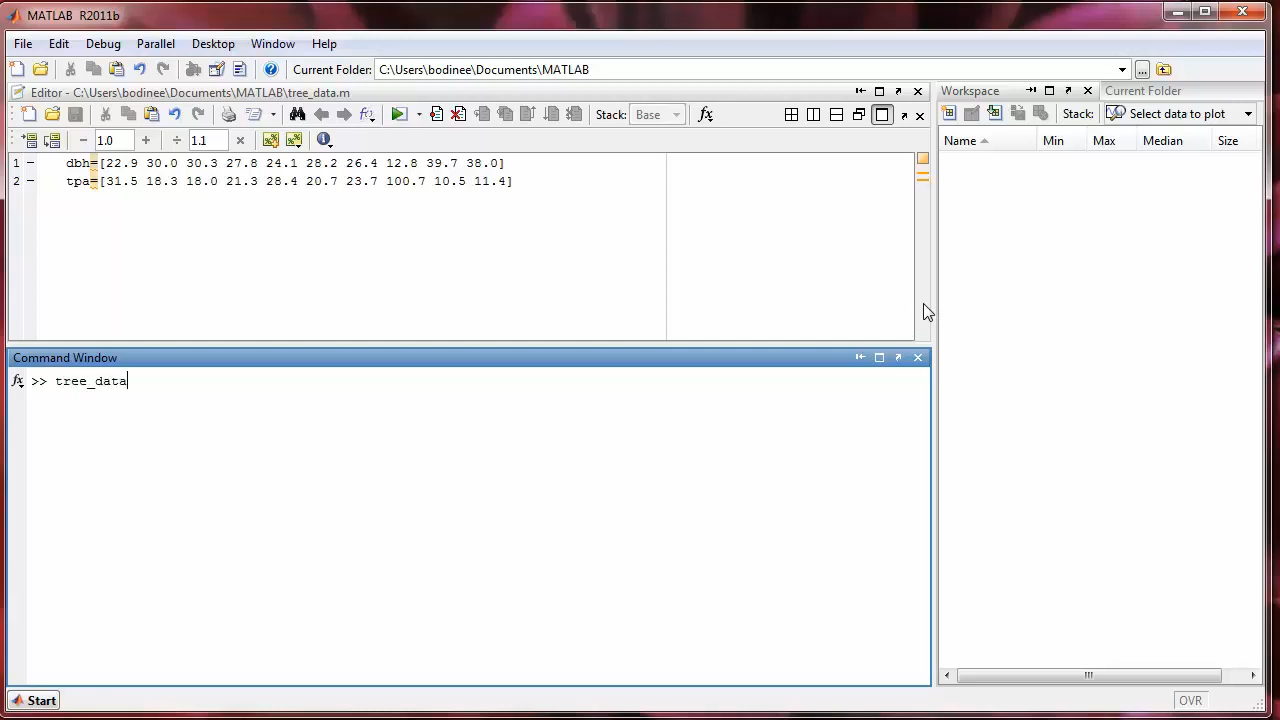 MATLAB R2011b
File Edit Debug Parallel Desktop Window Help
Current Folder: C:\Users\bodinee\Documents\MATLAB ...
Editor - C:\Users\bodinee\Documents\MATLAB\tree_data.m
Workspace Current Folder
Stack: Base fx
Stack: Select data to plot
1.0 + ÷ 1.1 ×
Name Min Max Median Size
1 – dbh=[22.9 30.0 30.3 27.8 24.1 28.2 26.4 12.8 39.7 38.0]
2 – tpa=[31.5 18.3 28.4 20.7 23.7 100.7 10.5 11.4]
Command Window
fx >> tree_data
Start
OVR